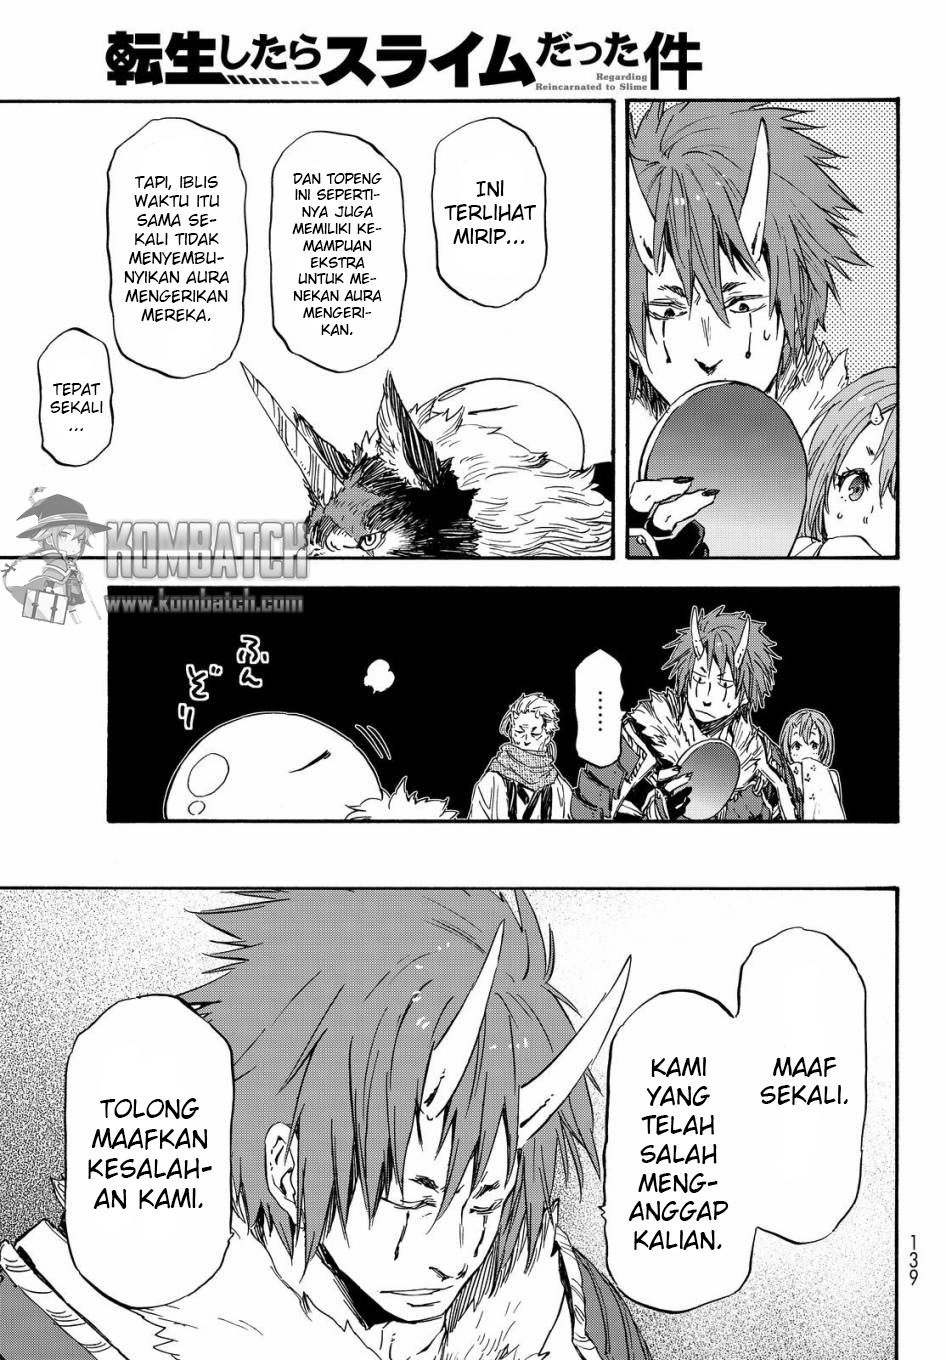 転生したらスライムだった件
Regarding
Reincarnated to Slime
INI
TERLIHAT
MIRIP...
DAN TOPENG
INI SEPERTI-
NYA JUGA
MEMILIKI KE-
MAMPUAN
EKSTRA
UNTUK ME-
NEKAN AURA
MENGERI-
KAN.
TAPI, IBLIS
WAKTU ITU
SAMA SE-
KALI TIDAK
MENYEMBU-
NYIKAN AURA
MENGERIKAN
MEREKA.
TEPAT
SEKALI
...
KOMBATCH
www.kombatch.com
......
ふん
どり
MAAF
SEKALI.
KAMI
YANG
TELAH
SALAH
MENG-
ANGGAP
KALIAN.
TOLONG
MAAFKAN
KESALAH-
AN KAMI.
139